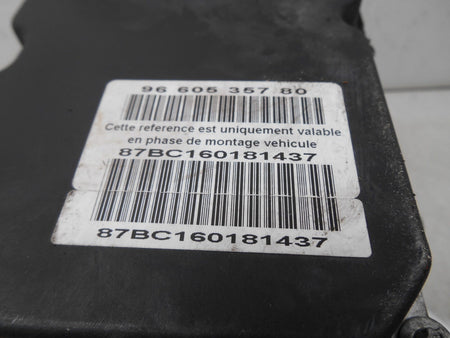 96 605 357 80
Cette reference est uniquement valable
en phase de montage vehicule
87BC160181437
87BC160181437